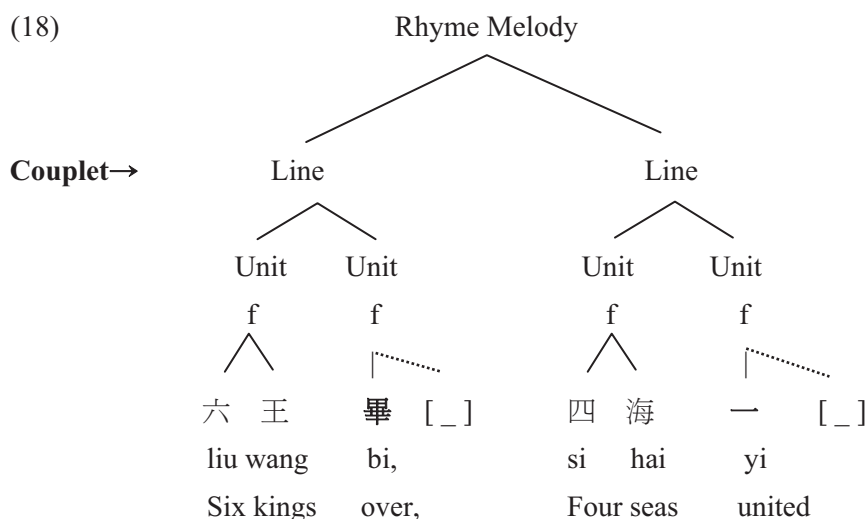 (18) Rhyme Melody
Couplet→ Line Line
Unit Unit Unit Unit
f f f f
六 王 畢 [ _ ] 四 海 一 [ _ ]
liu wang bi, si hai yi
Six kings over, Four seas united